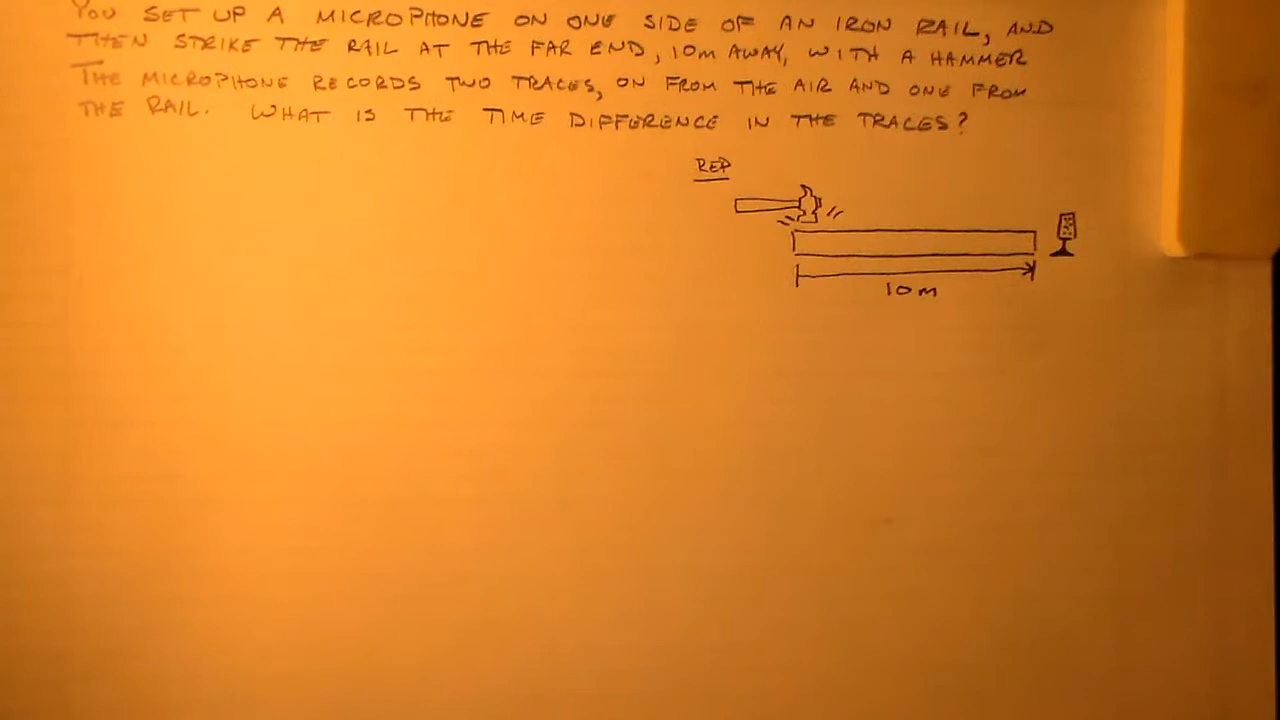 YOU SET UP A MICROPHONE ON ONE SIDE OF AN IRON RAIL, AND
THEN STRIKE THE RAIL AT THE FAR END, 10m AWAY, WITH A HAMMER
THE MICROPHONE RECORDS TWO TRACES, ON FROM THE AIR AND ONE FROM
THE RAIL. WHAT IS THE TIME DIFFERENCE IN THE TRACES?
REP
10m